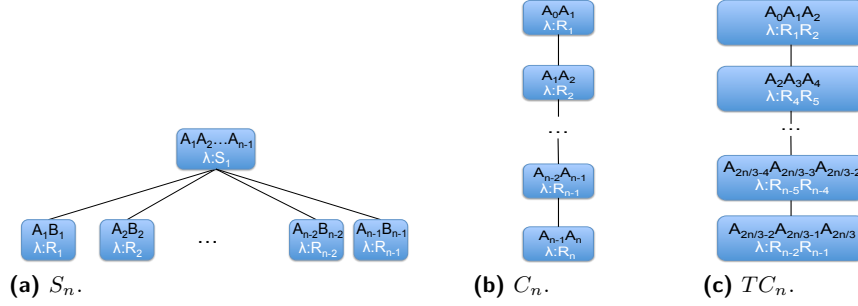 A₁A₂…Aₙ₋₁
λ:S₁
A₁B₁
λ:R₁
A₂B₂
λ:R₂
…
Aₙ₋₂Bₙ₋₂
λ:Rₙ₋₂
Aₙ₋₁Bₙ₋₁
λ:Rₙ₋₁
(a) Sₙ.
A₀A₁
λ:R₁
A₁A₂
λ:R₂
…
Aₙ₋₂Aₙ₋₁
λ:Rₙ₋₁
Aₙ₋₁Aₙ
λ:Rₙ
(b) Cₙ.
A₀A₁A₂
λ:R₁R₂
A₂A₃A₄
λ:R₄R₅
…
A₂ₙ/₃₋₄A₂ₙ/₃₋₃A₂ₙ/₃₋₂
λ:Rₙ₋₅Rₙ₋₄
A₂ₙ/₃₋₂A₂ₙ/₃₋₁A₂ₙ/₃
λ:Rₙ₋₂Rₙ₋₁
(c) TCₙ.